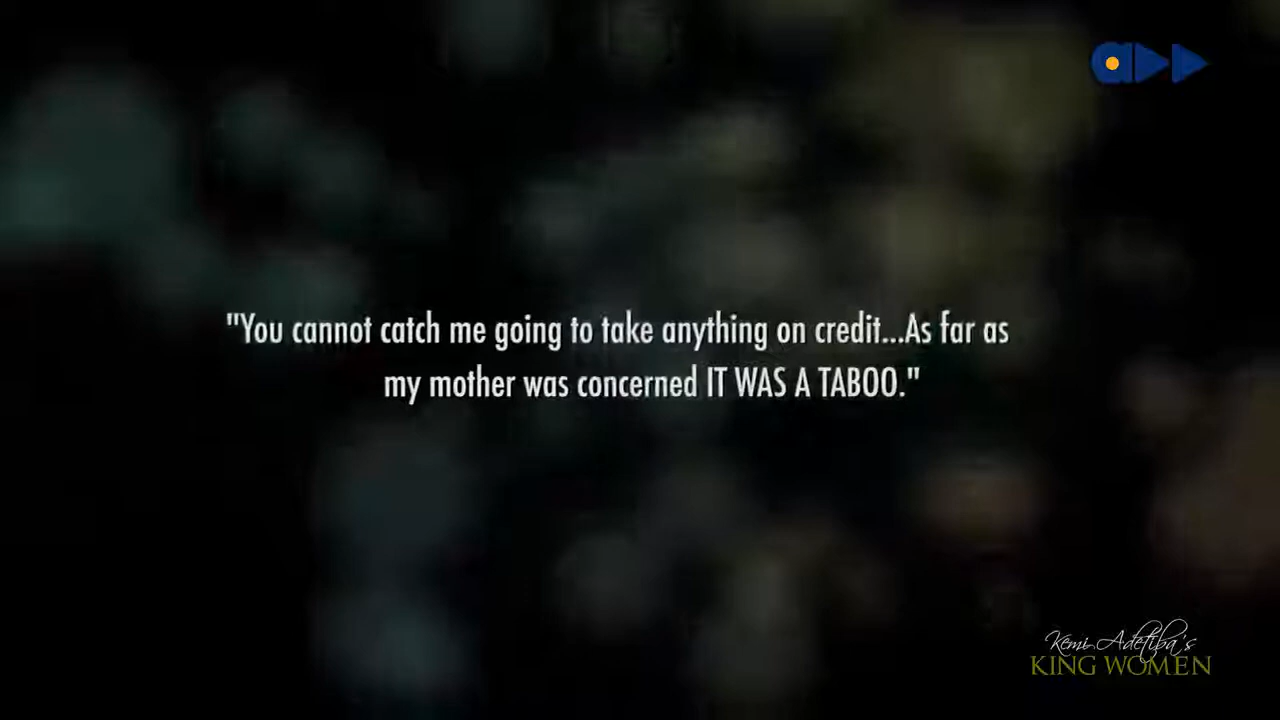 "You cannot catch me going to take anything on credit...As far as
my mother was concerned IT WAS A TABOO."
Kemi Adetiba's
KING WOMEN